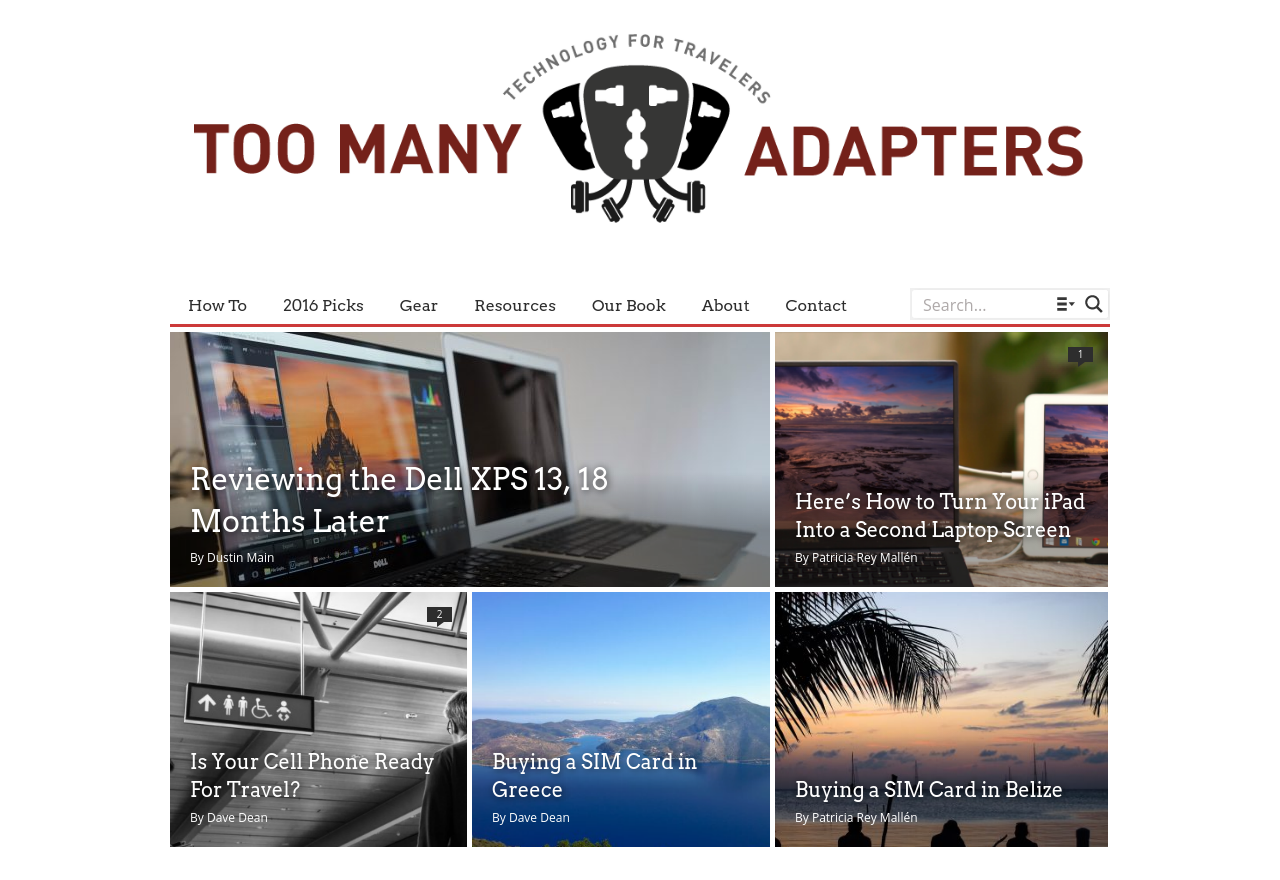 TECHNOLOGY FOR TRAVELERS
TOO MANY ADAPTERS
How To 2016 Picks Gear Resources Our Book About Contact Search...
1
Reviewing the Dell XPS 13, 18
Months Later
By Dustin Main
DELL
Here’s How to Turn Your iPad
Into a Second Laptop Screen
By Patricia Rey Mallén
2
Is Your Cell Phone Ready
For Travel?
By Dave Dean
Buying a SIM Card in
Greece
By Dave Dean
Buying a SIM Card in Belize
By Patricia Rey Mallén